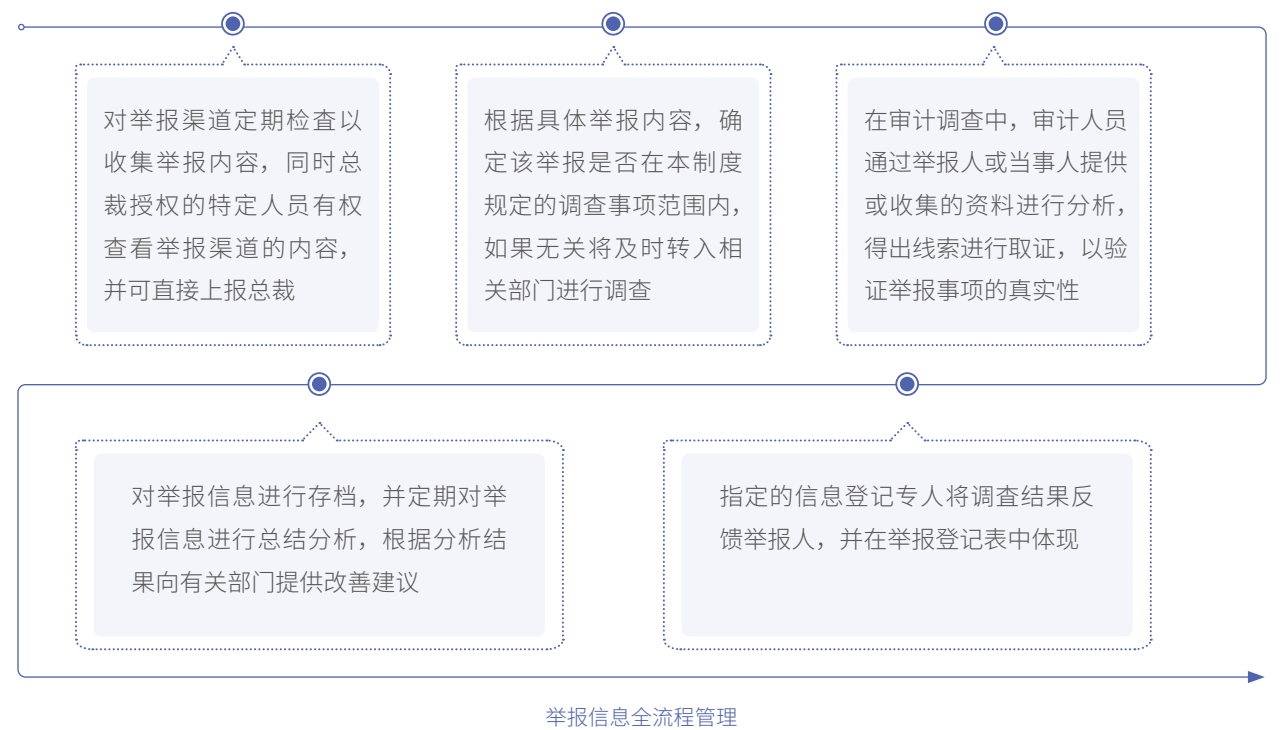 对举报渠道定期检查以
收集举报内容，同时总
裁授权的特定人员有权
查看举报渠道的内容，
并可直接上报总裁
根据具体举报内容，确
定该举报是否在本制度
规定的调查事项范围内，
如果无关将及时转入相
关部门进行调查
在审计调查中，审计人员
通过举报人或当事人提供
或收集的资料进行分析，
得出线索进行取证，以验
证举报事项的真实性
指定的信息登记专人将调查结果反
馈举报人，并在举报登记表中体现
对举报信息进行存档，并定期对举
报信息进行总结分析，根据分析结
果向有关部门提供改善建议
举报信息全流程管理